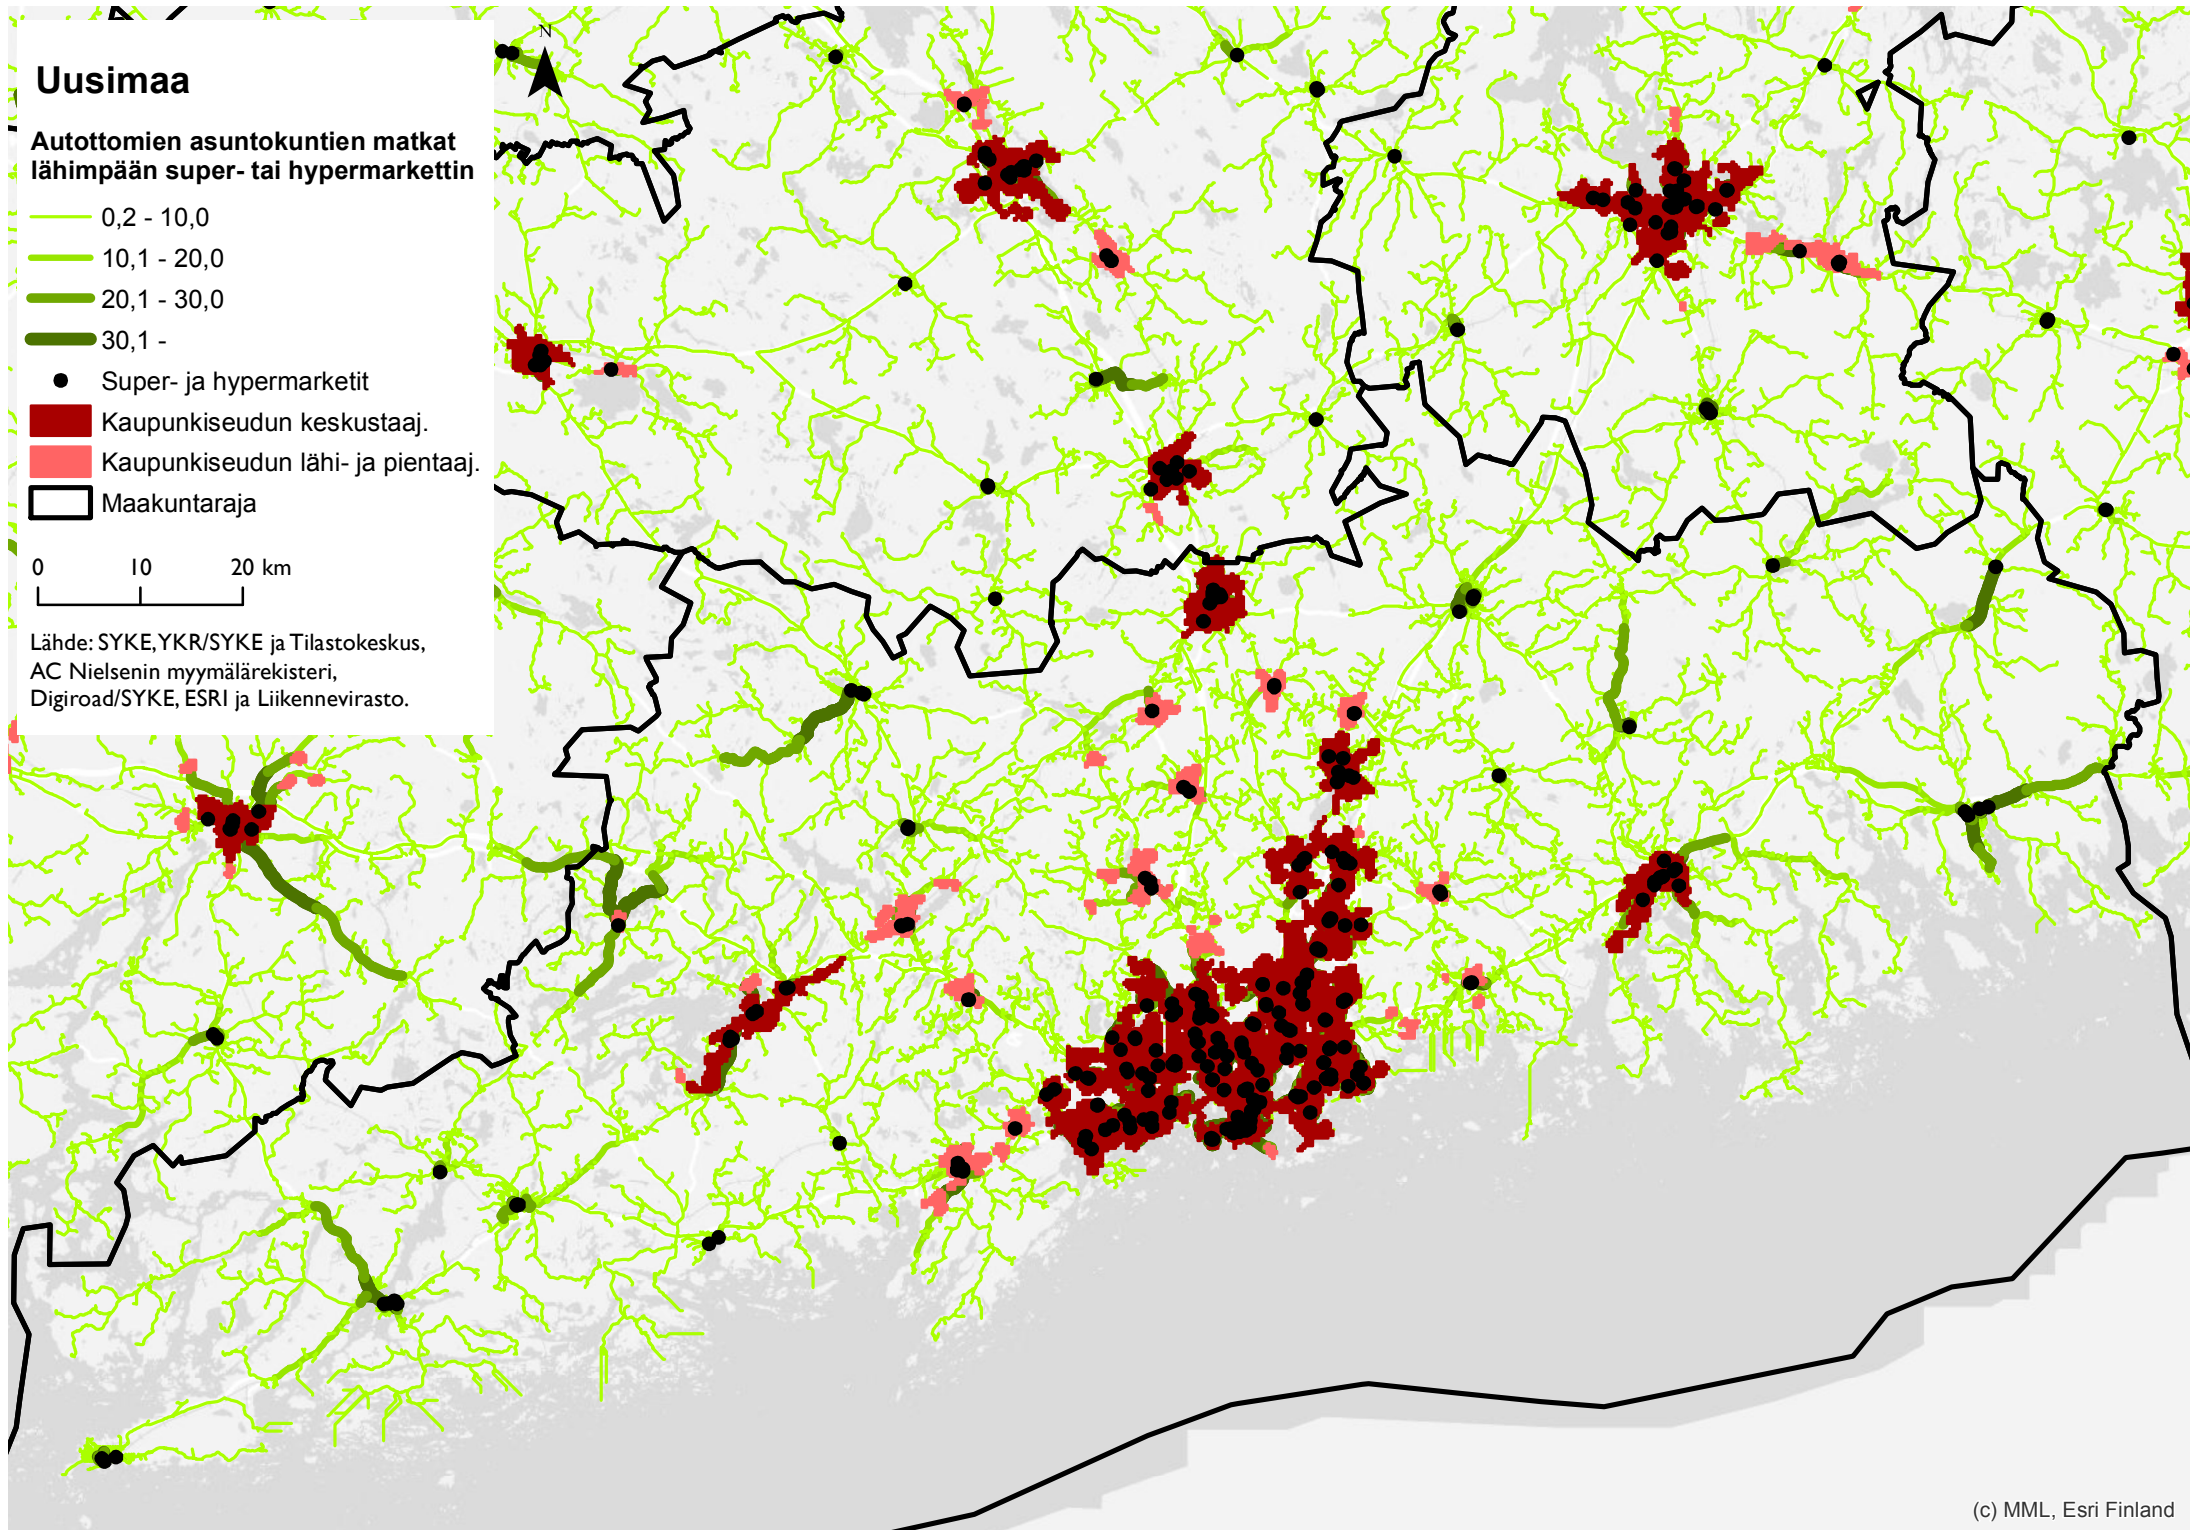 Uusimaa
N
Autottomien asuntokuntien matkat
lähimpään super- tai hypermarkettin
0,2 - 10,0
10,1 - 20,0
20,1 - 30,0
30,1 -
Super- ja hypermarketit
Kaupunkiseudun keskustaaj.
Kaupunkiseudun lähi- ja pientaaj.
Maakuntaraja
0 10 20 km
Lähde: SYKE, YKR/SYKE ja Tilastokeskus,
AC Nielsenin myymälärekisteri,
Digiroad/SYKE, ESRI ja Liikennevirasto.
(c) MML, Esri Finland